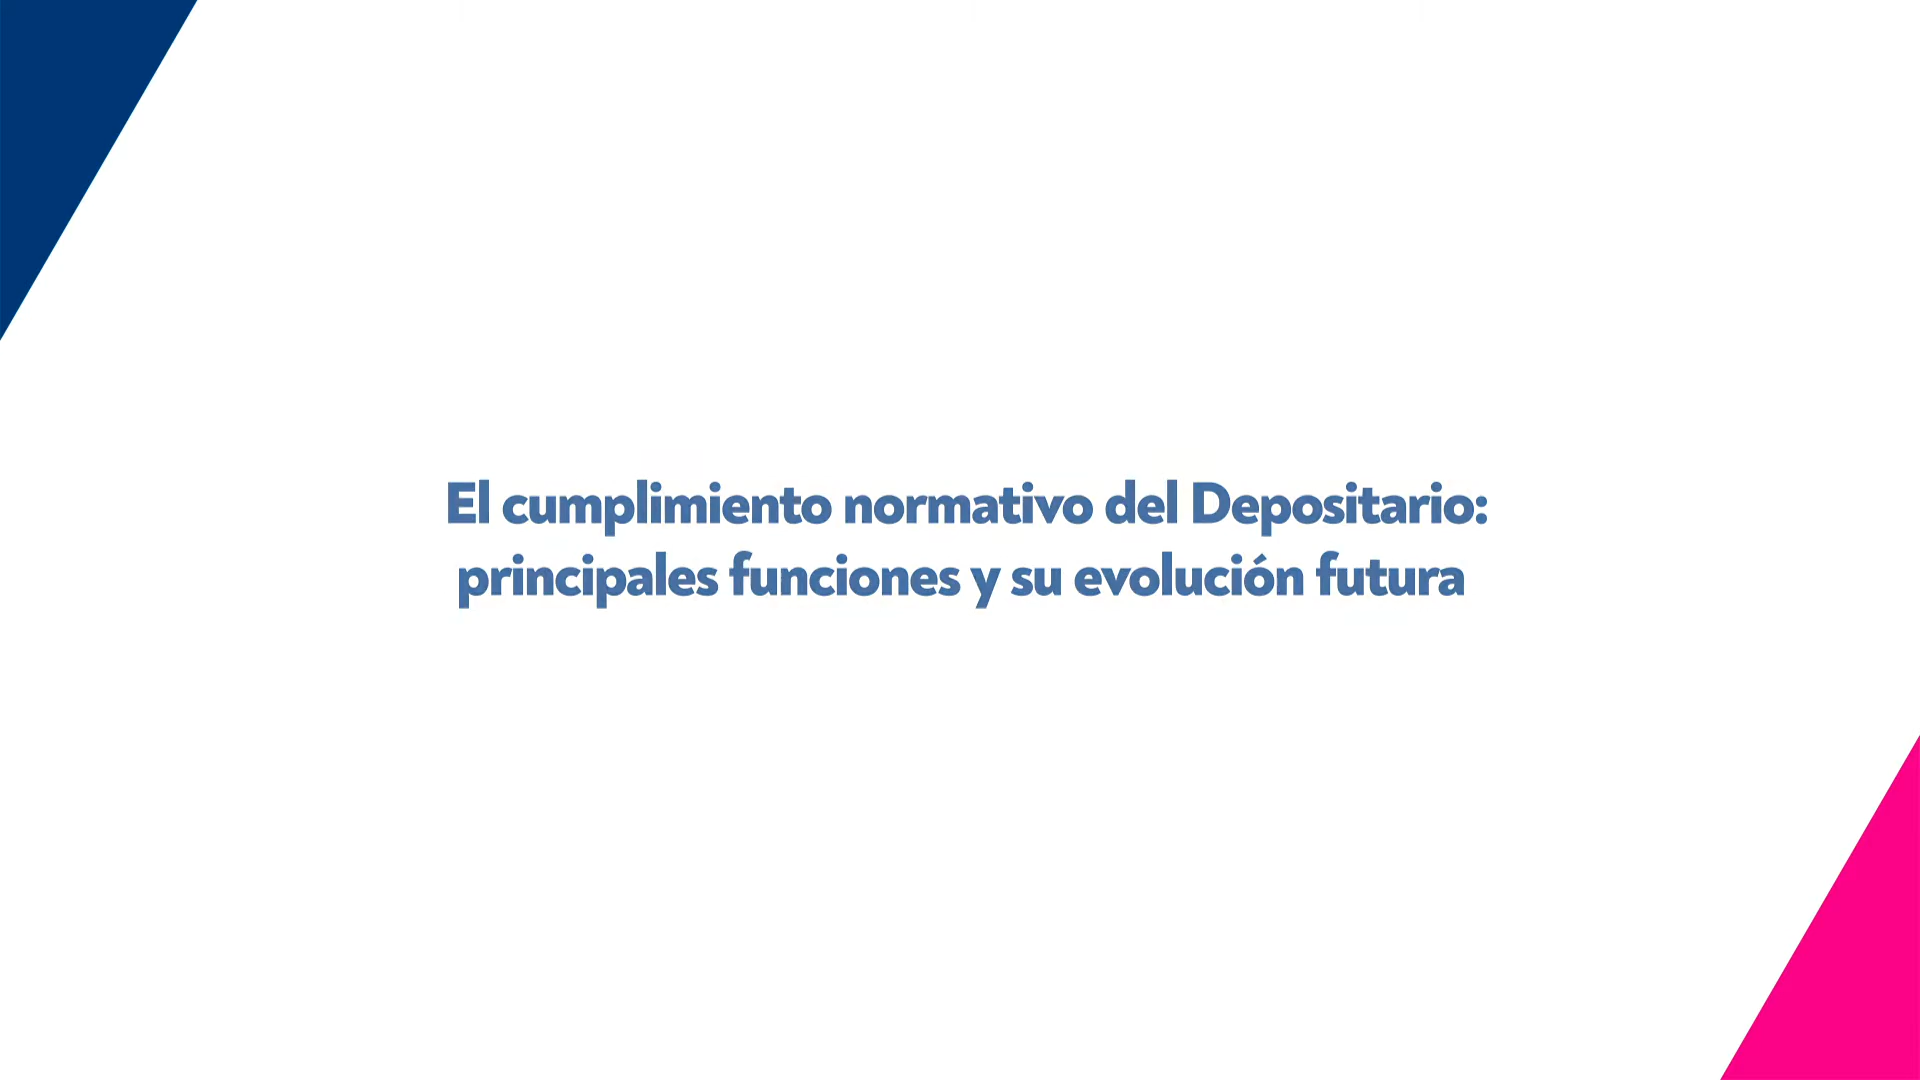 El cumplimiento normativo del Depositario:
principales funciones y su evolución futura